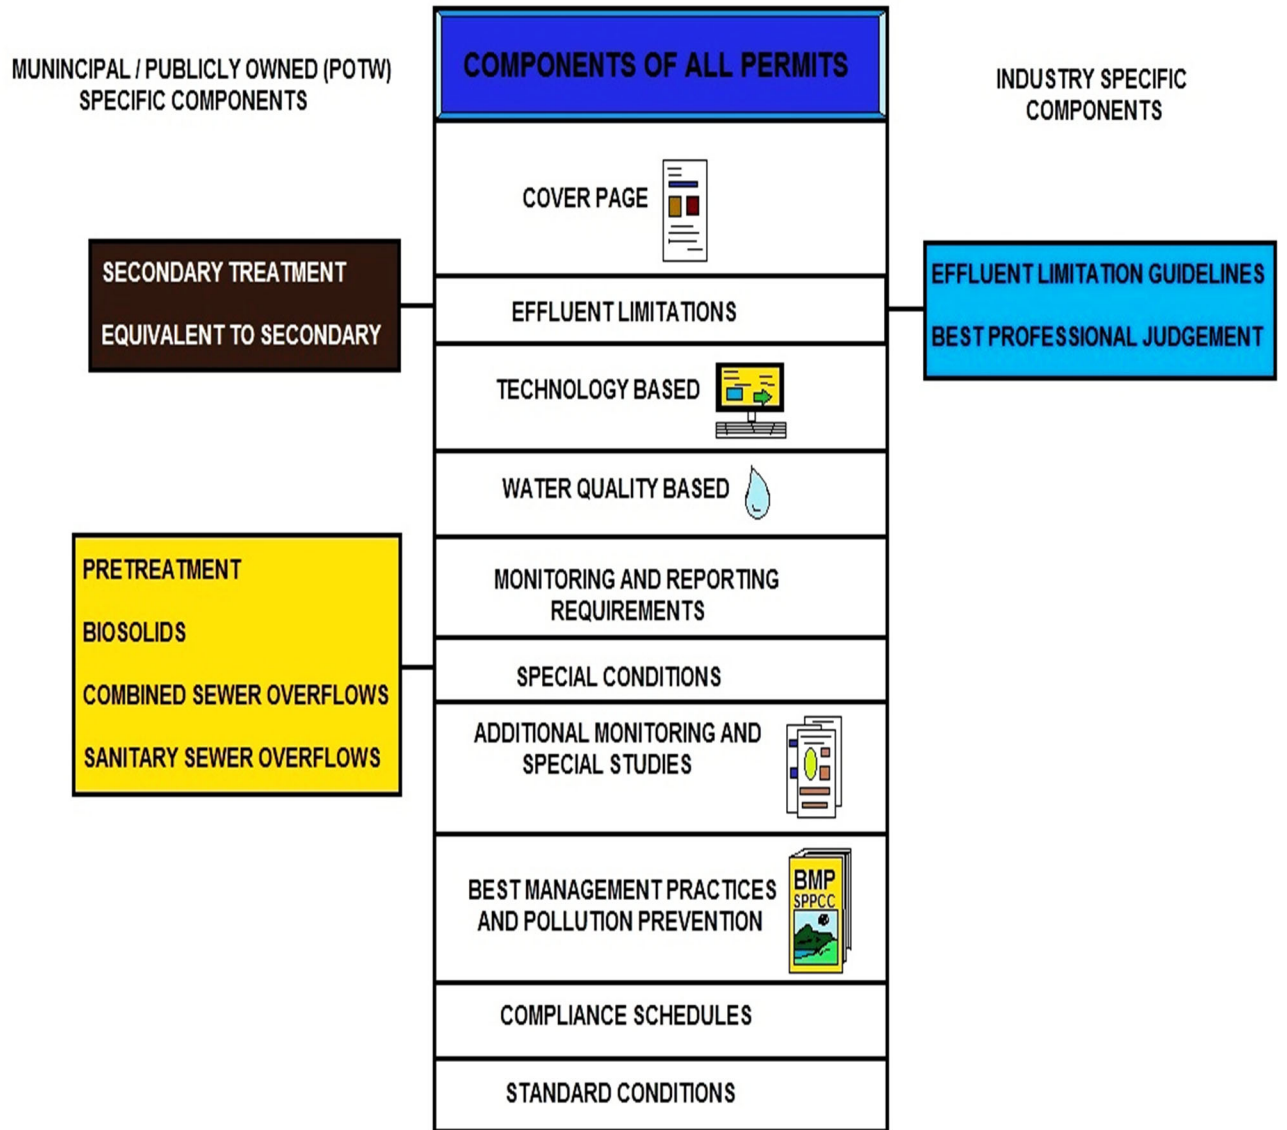 MUNINCIPAL / PUBLICLY OWNED (POTW)
SPECIFIC COMPONENTS
COMPONENTS OF ALL PERMITS
INDUSTRY SPECIFIC
COMPONENTS
COVER PAGE
SECONDARY TREATMENT
EQUIVALENT TO SECONDARY
EFFLUENT LIMITATIONS
EFFLUENT LIMITATION GUIDELINES
BEST PROFESSIONAL JUDGEMENT
TECHNOLOGY BASED
WATER QUALITY BASED
PRETREATMENT
BIOSOLIDS
COMBINED SEWER OVERFLOWS
SANITARY SEWER OVERFLOWS
MONITORING AND REPORTING
REQUIREMENTS
SPECIAL CONDITIONS
ADDITIONAL MONITORING AND
SPECIAL STUDIES
BEST MANAGEMENT PRACTICES
AND POLLUTION PREVENTION
BMP
SPPCC
COMPLIANCE SCHEDULES
STANDARD CONDITIONS